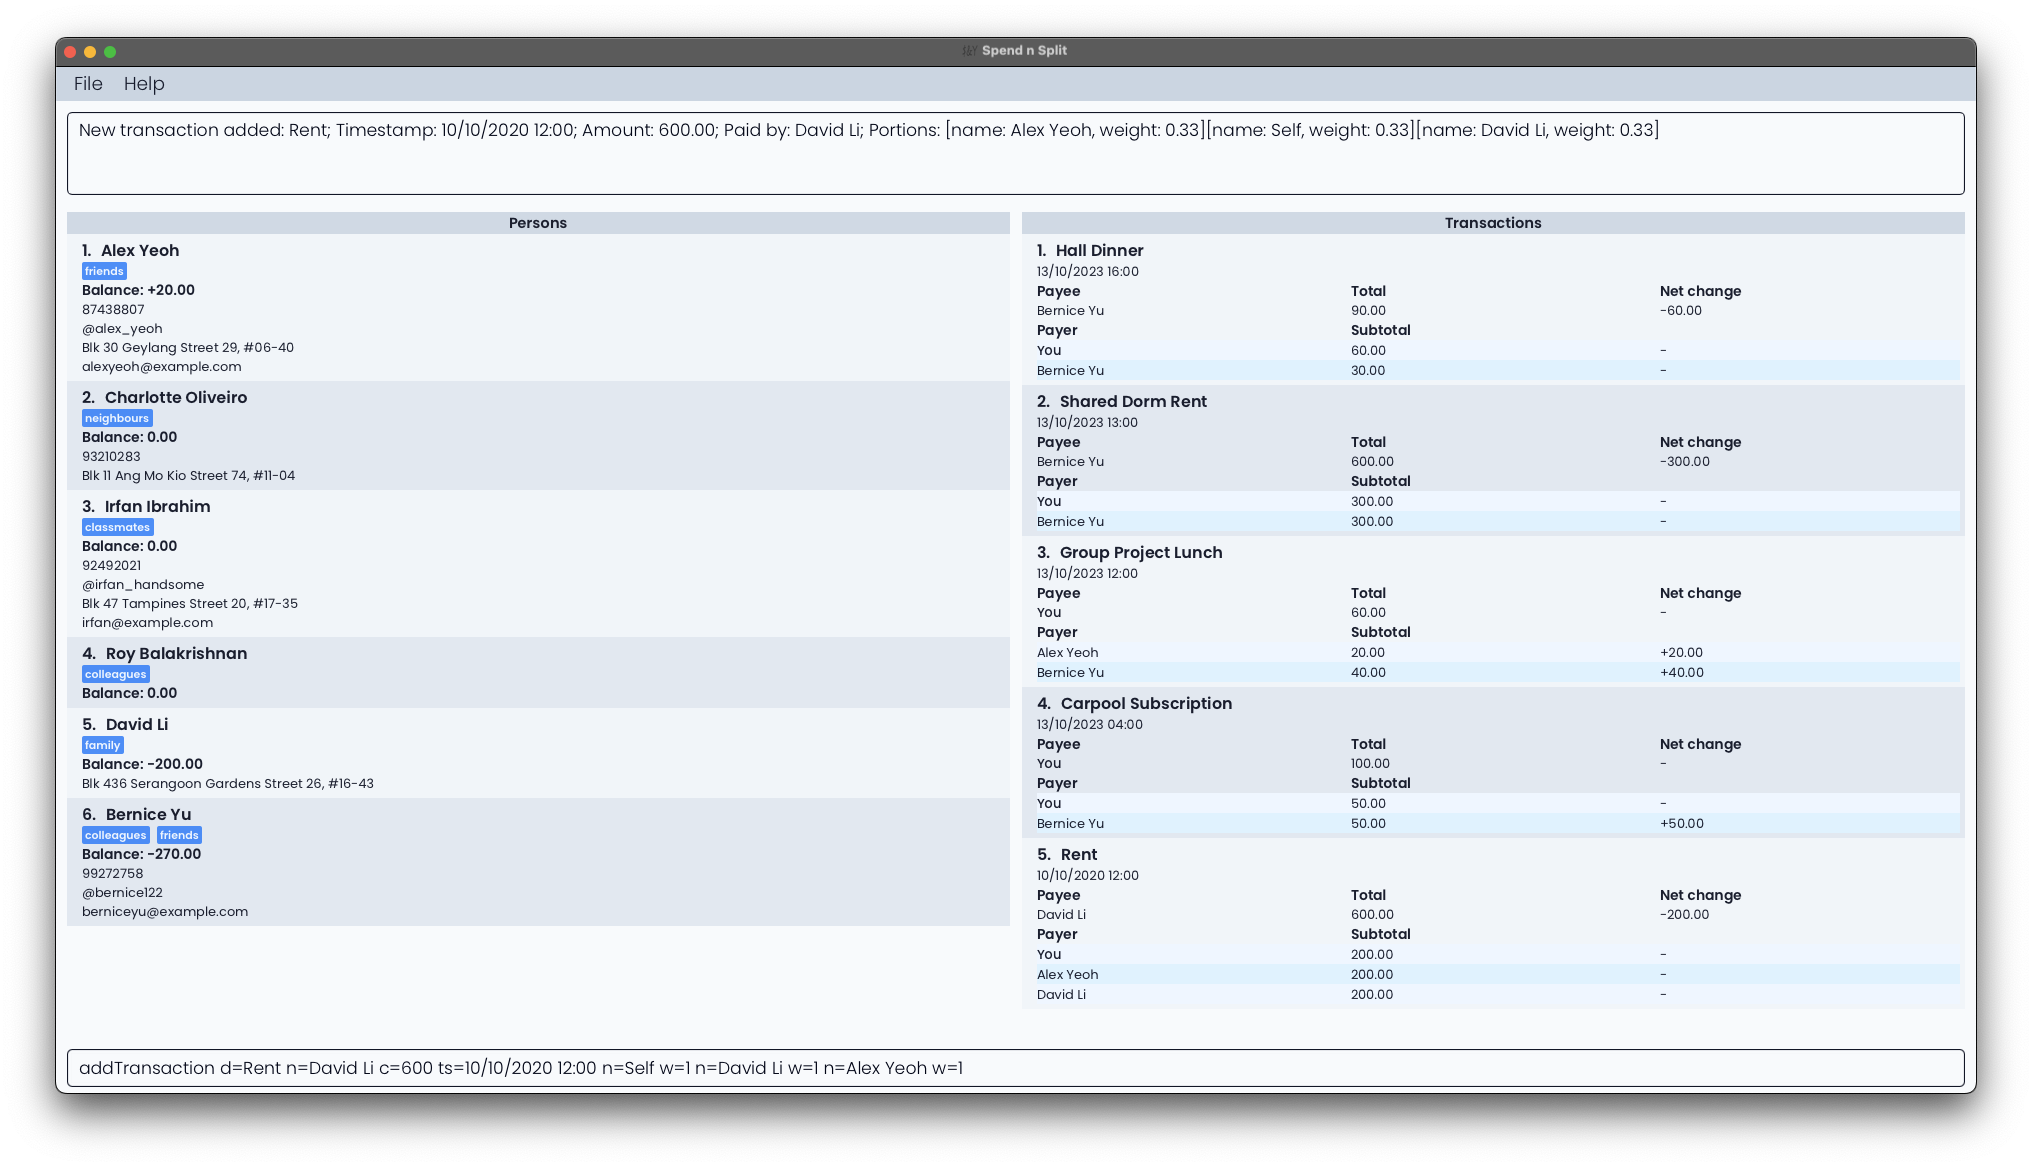 Spend n Split
File Help
New transaction added: Rent; Timestamp: 10/10/2020 12:00; Amount: 600.00; Paid by: David Li; Portions: [name: Alex Yeoh, weight: 0.33][name: Self, weight: 0.33][name: David Li, weight: 0.33]
Persons
1. Alex Yeoh
friends
Balance: +20.00
87438807
@alex_yeoh
Blk 30 Geylang Street 29, #06-40
alexyeoh@example.com
2. Charlotte Oliveiro
neighbours
Balance: 0.00
93210283
Blk 11 Ang Mo Kio Street 74, #11-04
3. Irfan Ibrahim
classmates
Balance: 0.00
92492021
@irfan_handsome
Blk 47 Tampines Street 20, #17-35
irfan@example.com
4. Roy Balakrishnan
colleagues
Balance: 0.00
5. David Li
family
Balance: -200.00
Blk 436 Serangoon Gardens Street 26, #16-43
6. Bernice Yu
colleagues friends
Balance: -270.00
99272758
@bernice122
berniceyu@example.com
Transactions
1. Hall Dinner
13/10/2023 16:00
Payee Total Net change
Bernice Yu 90.00 -60.00
Payer Subtotal
You 60.00 -
Bernice Yu 30.00 -
2. Shared Dorm Rent
13/10/2023 13:00
Payee Total Net change
Bernice Yu 600.00 -300.00
Payer Subtotal
You 300.00 -
Bernice Yu 300.00 -
3. Group Project Lunch
13/10/2023 12:00
Payee Total Net change
You 60.00 -
Payer Subtotal
Alex Yeoh 20.00 +20.00
Bernice Yu 40.00 +40.00
4. Carpool Subscription
13/10/2023 04:00
Payee Total Net change
You 100.00 -
Payer Subtotal
You 50.00 -
Bernice Yu 50.00 +50.00
5. Rent
10/10/2020 12:00
Payee Total Net change
David Li 600.00 -200.00
Payer Subtotal
You 200.00 -
Alex Yeoh 200.00 -
David Li 200.00 -
addTransaction d=Rent n=David Li c=600 ts=10/10/2020 12:00 n=Self w=1 n=David Li w=1 n=Alex Yeoh w=1